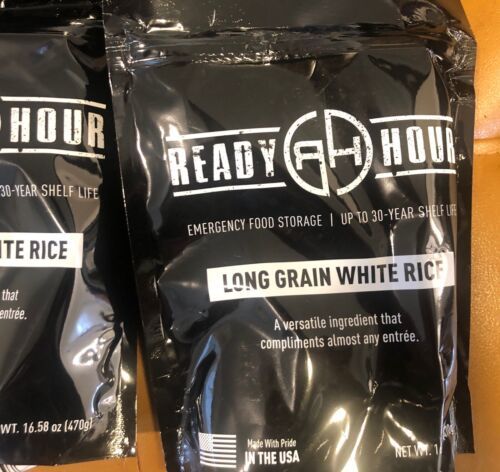 HOUR
30-YEAR SHELF LIFE
TE RICE
that
entrée.
WT. 16.58 oz (470g)
READY RH HOUR
EMERGENCY FOOD STORAGE | UP TO 30-YEAR SHELF LIFE
LONG GRAIN WHITE RICE
A versatile ingredient that
compliments almost any entrée.
Made With Pride
IN THE USA
NET WT. 1